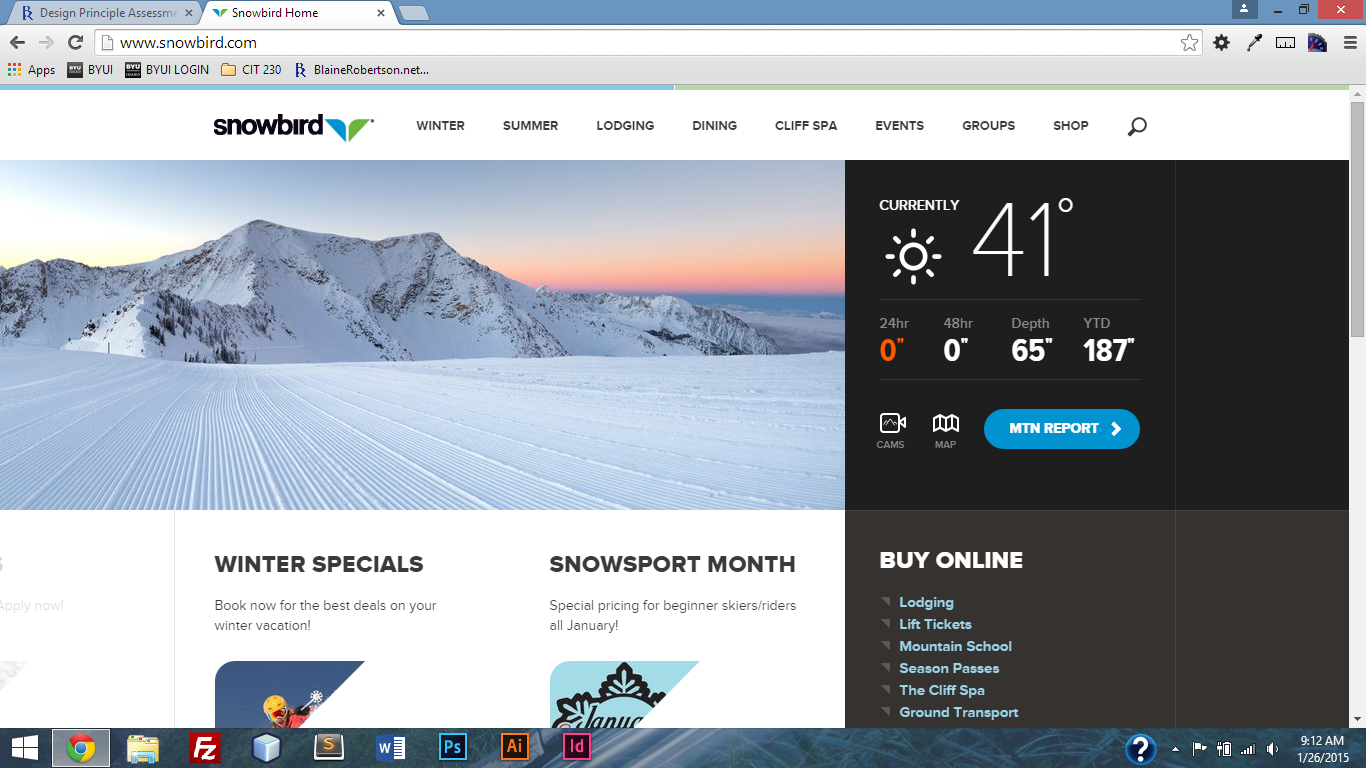 Design Principle Assessme
Snowbird Home
www.snowbird.com
Apps BYUI BYUI LOGIN CIT 230 BlaineRobertson.net...
snowbird
WINTER SUMMER LODGING DINING CLIFF SPA EVENTS GROUPS SHOP
CURRENTLY 41°
24hr 48hr Depth YTD
0" 0" 65" 187"
CAMS MAP MTN REPORT
WINTER SPECIALS
Book now for the best deals on your
winter vacation!
SNOWSPORT MONTH
Special pricing for beginner skiers/riders
all January!
S
Apply now!
Janua
BUY ONLINE
Lodging
Lift Tickets
Mountain School
Season Passes
The Cliff Spa
Ground Transport
Fz S W Ps Ai Id ?
9:12 AM
1/26/2015